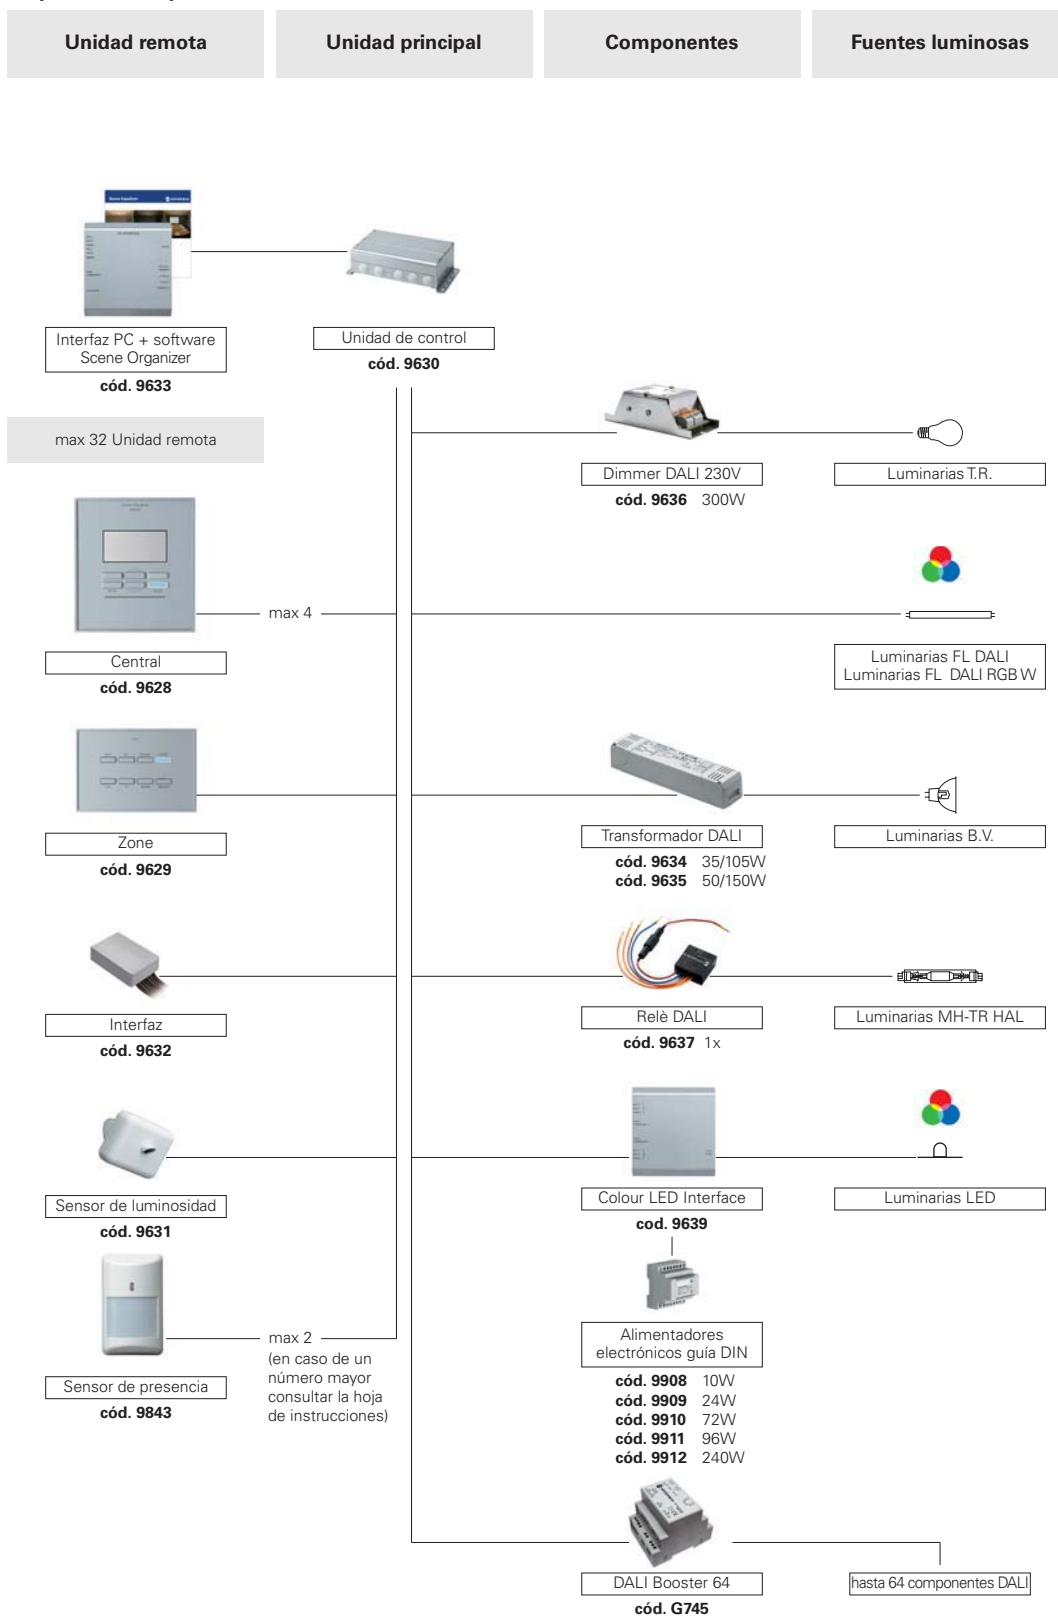 Unidad remota
Unidad principal
Componentes
Fuentes luminosas
Interfaz PC + software
Scene Organizer
cód. 9633
Unidad de control
cód. 9630
max 32 Unidad remota
Dimmer DALI 230V
cód. 9636 300W
Luminarias T.R.
max 4
Central
cód. 9628
Luminarias FL DALI
Luminarias FL DALI RGB W
Zone
cód. 9629
Transformador DALI
cód. 9634 35/105W
cód. 9635 50/150W
Luminarias B.V.
Interfaz
cód. 9632
Relè DALI
cód. 9637 1x
Luminarias MH-TR HAL
Sensor de luminosidad
cód. 9631
Colour LED Interface
cod. 9639
Luminarias LED
max 2
(en caso de un
número mayor
consultar la hoja
de instrucciones)
Sensor de presencia
cód. 9843
Alimentadores
electrónicos guía DIN
cód. 9908 10W
cód. 9909 24W
cód. 9910 72W
cód. 9911 96W
cód. 9912 240W
DALI Booster 64
cód. G745
hasta 64 componentes DALI